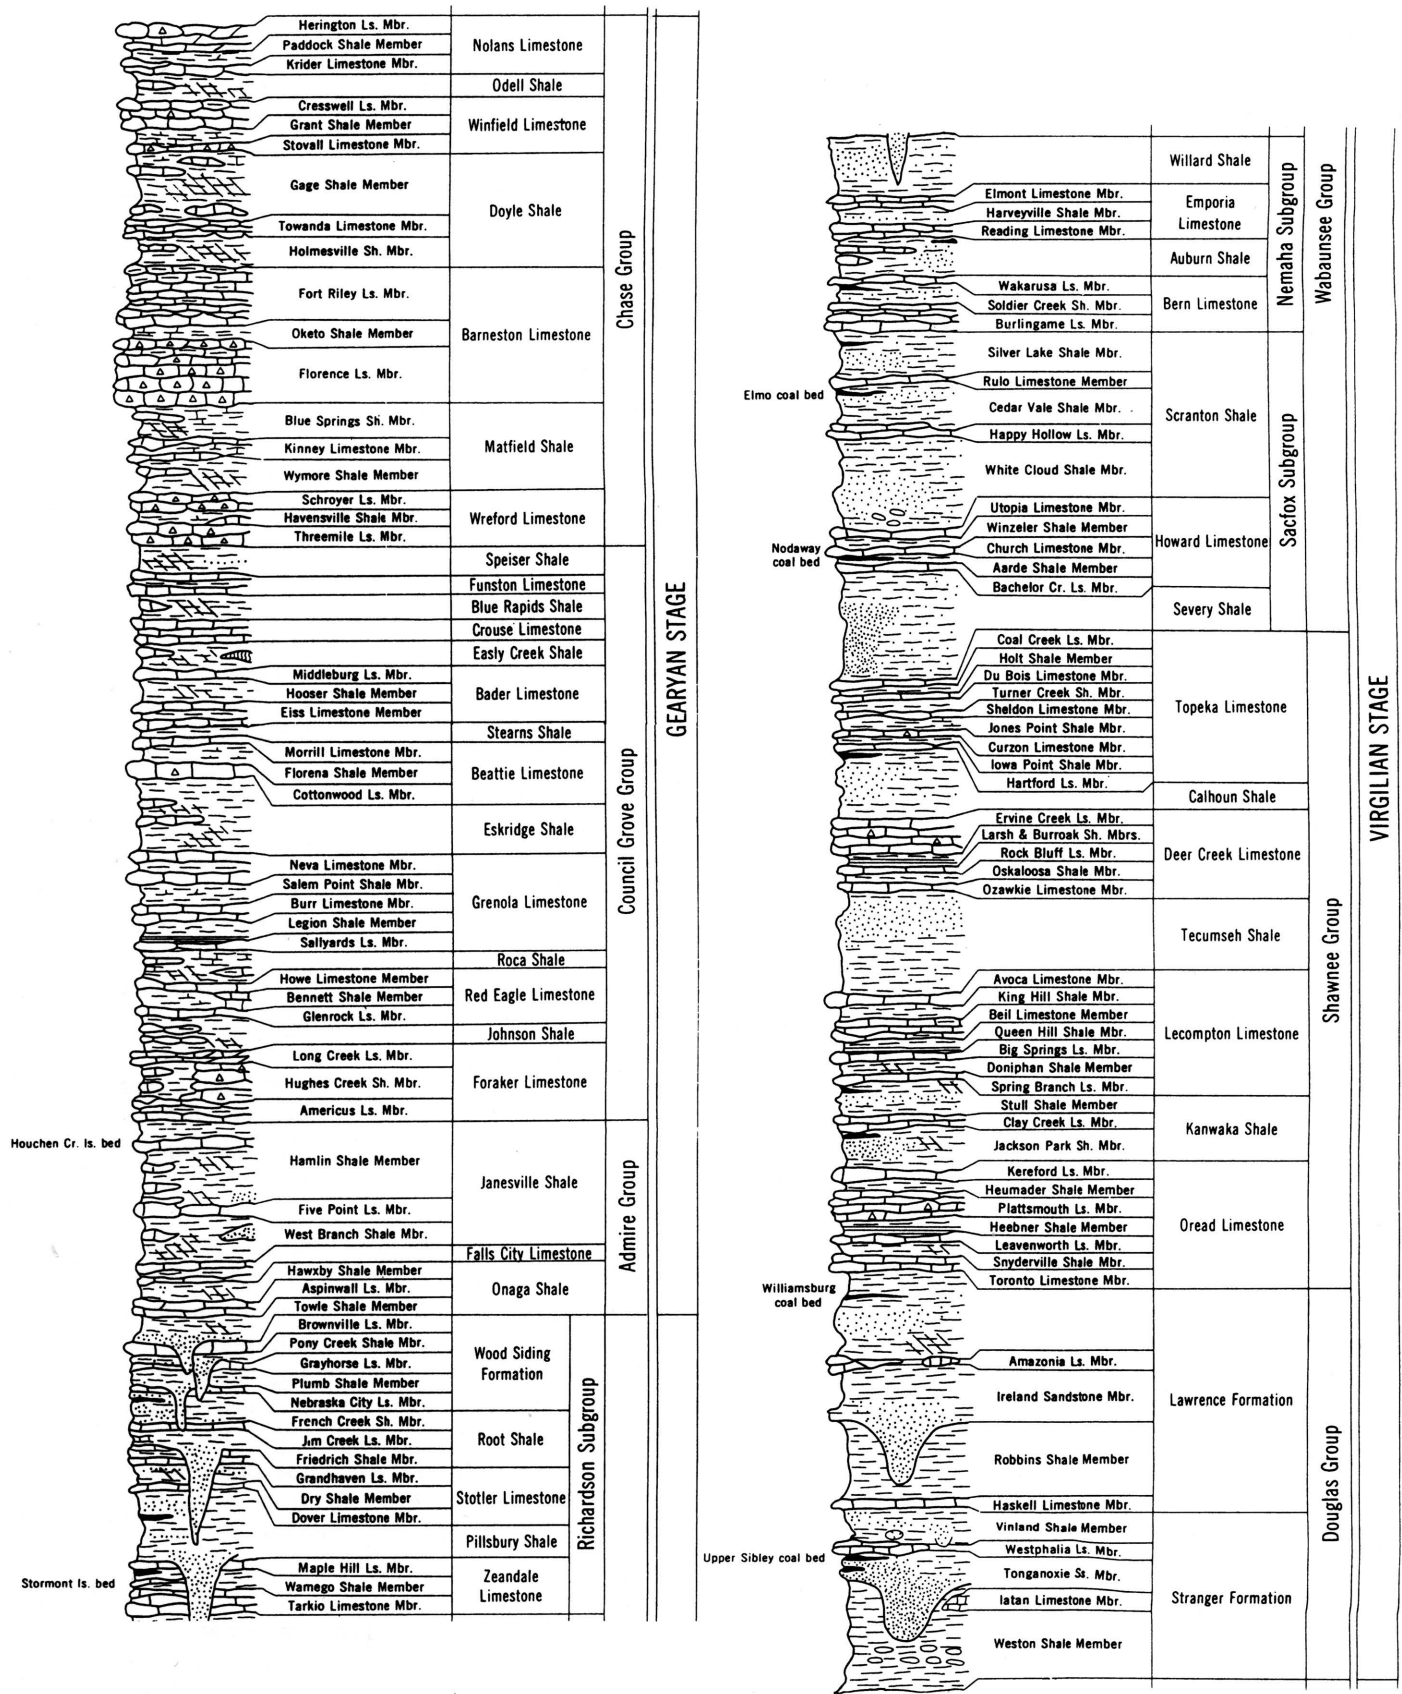 Herington Ls. Mbr.
Paddock Shale Member
Krider Limestone Mbr.
Nolans Limestone
Odell Shale
Cresswell Ls. Mbr.
Grant Shale Member
Stovall Limestone Mbr.
Winfield Limestone
Gage Shale Member
Towanda Limestone Mbr.
Holmesville Sh. Mbr.
Doyle Shale
Fort Riley Ls. Mbr.
Oketo Shale Member
Florence Ls. Mbr.
Barneston Limestone
Blue Springs Sh. Mbr.
Kinney Limestone Mbr.
Wymore Shale Member
Matfield Shale
Schroyer Ls. Mbr.
Havensville Shale Mbr.
Threemile Ls. Mbr.
Wreford Limestone
Chase Group
Speiser Shale
Funston Limestone
Blue Rapids Shale
Crouse Limestone
Easly Creek Shale
Middleburg Ls. Mbr.
Hooser Shale Member
Eiss Limestone Member
Bader Limestone
Stearns Shale
Morrill Limestone Mbr.
Florena Shale Member
Cottonwood Ls. Mbr.
Beattie Limestone
Eskridge Shale
Neva Limestone Mbr.
Salem Point Shale Mbr.
Burr Limestone Mbr.
Legion Shale Member
Sallyards Ls. Mbr.
Grenola Limestone
Roca Shale
Howe Limestone Member
Bennett Shale Member
Glenrock Ls. Mbr.
Red Eagle Limestone
Johnson Shale
Long Creek Ls. Mbr.
Hughes Creek Sh. Mbr.
Americus Ls. Mbr.
Foraker Limestone
Council Grove Group
Houchen Cr. ls. bed
Hamlin Shale Member
Five Point Ls. Mbr.
West Branch Shale Mbr.
Janesville Shale
Falls City Limestone
Hawxby Shale Member
Aspinwall Ls. Mbr.
Towle Shale Member
Onaga Shale
Admire Group
GEARYAN STAGE
Brownville Ls. Mbr.
Pony Creek Shale Mbr.
Grayhorse Ls. Mbr.
Plumb Shale Member
Nebraska City Ls. Mbr.
Wood Siding
Formation
French Creek Sh. Mbr.
Jim Creek Ls. Mbr.
Friedrich Shale Mbr.
Root Shale
Grandhaven Ls. Mbr.
Dry Shale Member
Dover Limestone Mbr.
Stotler Limestone
Pillsbury Shale
Stormont ls. bed
Maple Hill Ls. Mbr.
Wamego Shale Member
Tarkio Limestone Mbr.
Zeandale
Limestone
Richardson Subgroup
Willard Shale
Elmont Limestone Mbr.
Harveyville Shale Mbr.
Reading Limestone Mbr.
Emporia
Limestone
Auburn Shale
Wakarusa Ls. Mbr.
Soldier Creek Sh. Mbr.
Burlingame Ls. Mbr.
Bern Limestone
Nemaha Subgroup
Silver Lake Shale Mbr.
Rulo Limestone Member
Elmo coal bed
Cedar Vale Shale Mbr.
Happy Hollow Ls. Mbr.
White Cloud Shale Mbr.
Scranton Shale
Utopia Limestone Mbr.
Winzeler Shale Member
Church Limestone Mbr.
Aarde Shale Member
Bachelor Cr. Ls. Mbr.
Nodaway
coal bed
Howard Limestone
Severy Shale
Sacfox Subgroup
Wabaunsee Group
Coal Creek Ls. Mbr.
Holt Shale Member
Du Bois Limestone Mbr.
Turner Creek Sh. Mbr.
Sheldon Limestone Mbr.
Jones Point Shale Mbr.
Curzon Limestone Mbr.
Iowa Point Shale Mbr.
Hartford Ls. Mbr.
Topeka Limestone
Calhoun Shale
Ervine Creek Ls. Mbr.
Larsh & Burroak Sh. Mbrs.
Rock Bluff Ls. Mbr.
Oskaloosa Shale Mbr.
Ozawkie Limestone Mbr.
Deer Creek Limestone
Tecumseh Shale
Avoca Limestone Mbr.
King Hill Shale Mbr.
Beil Limestone Member
Queen Hill Shale Mbr.
Big Springs Ls. Mbr.
Doniphan Shale Member
Spring Branch Ls. Mbr.
Lecompton Limestone
Stull Shale Member
Clay Creek Ls. Mbr.
Jackson Park Sh. Mbr.
Kanwaka Shale
Kereford Ls. Mbr.
Heumader Shale Member
Plattsmouth Ls. Mbr.
Heebner Shale Member
Leavenworth Ls. Mbr.
Snyderville Shale Mbr.
Toronto Limestone Mbr.
Oread Limestone
Shawnee Group
Williamsburg
coal bed
Amazonia Ls. Mbr.
Ireland Sandstone Mbr.
Robbins Shale Member
Haskell Limestone Mbr.
Lawrence Formation
Vinland Shale Member
Westphalia Ls. Mbr.
Upper Sibley coal bed
Tonganoxie Ss. Mbr.
Iatan Limestone Mbr.
Weston Shale Member
Stranger Formation
Douglas Group
VIRGILIAN STAGE